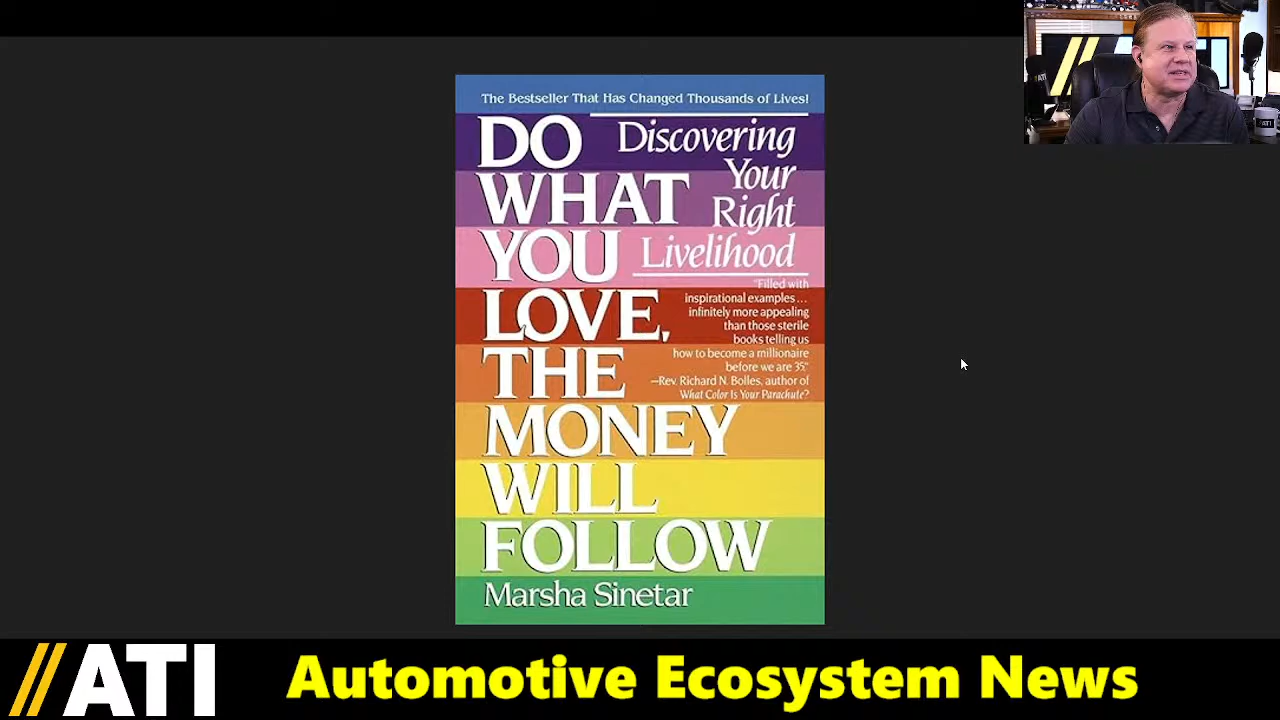 The Bestseller That Has Changed Thousands of Lives!
DO
WHAT
YOU
LOVE,
THE
MONEY
WILL
FOLLOW
Discovering
Your
Right
Livelihood
"Filled with
inspirational examples...
infinitely more appealing
than those sterile
books telling us
how to become a millionaire
before we are 35."
—Rev. Richard N. Bolles, author of
What Color Is Your Parachute?
Marsha Sinetar
ATI
//ATI Automotive Ecosystem News